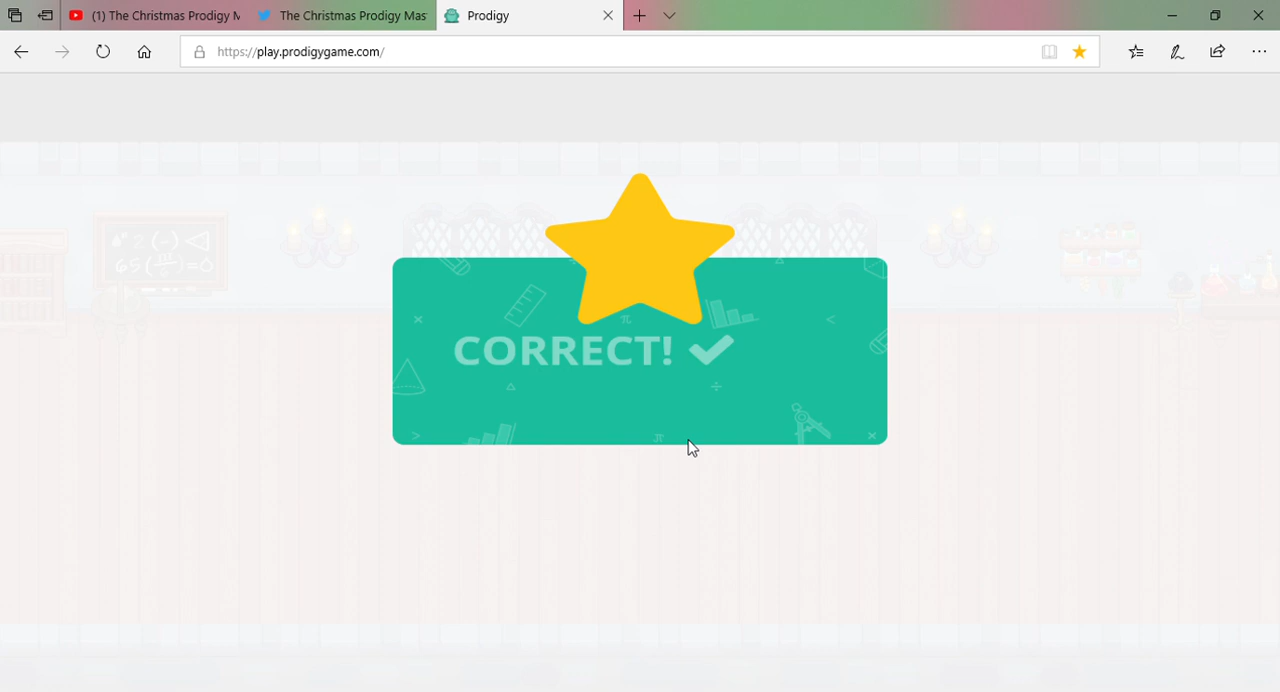 (1) The Christmas Prodigy M
The Christmas Prodigy Mas
Prodigy
https://play.prodigygame.com/
CORRECT!